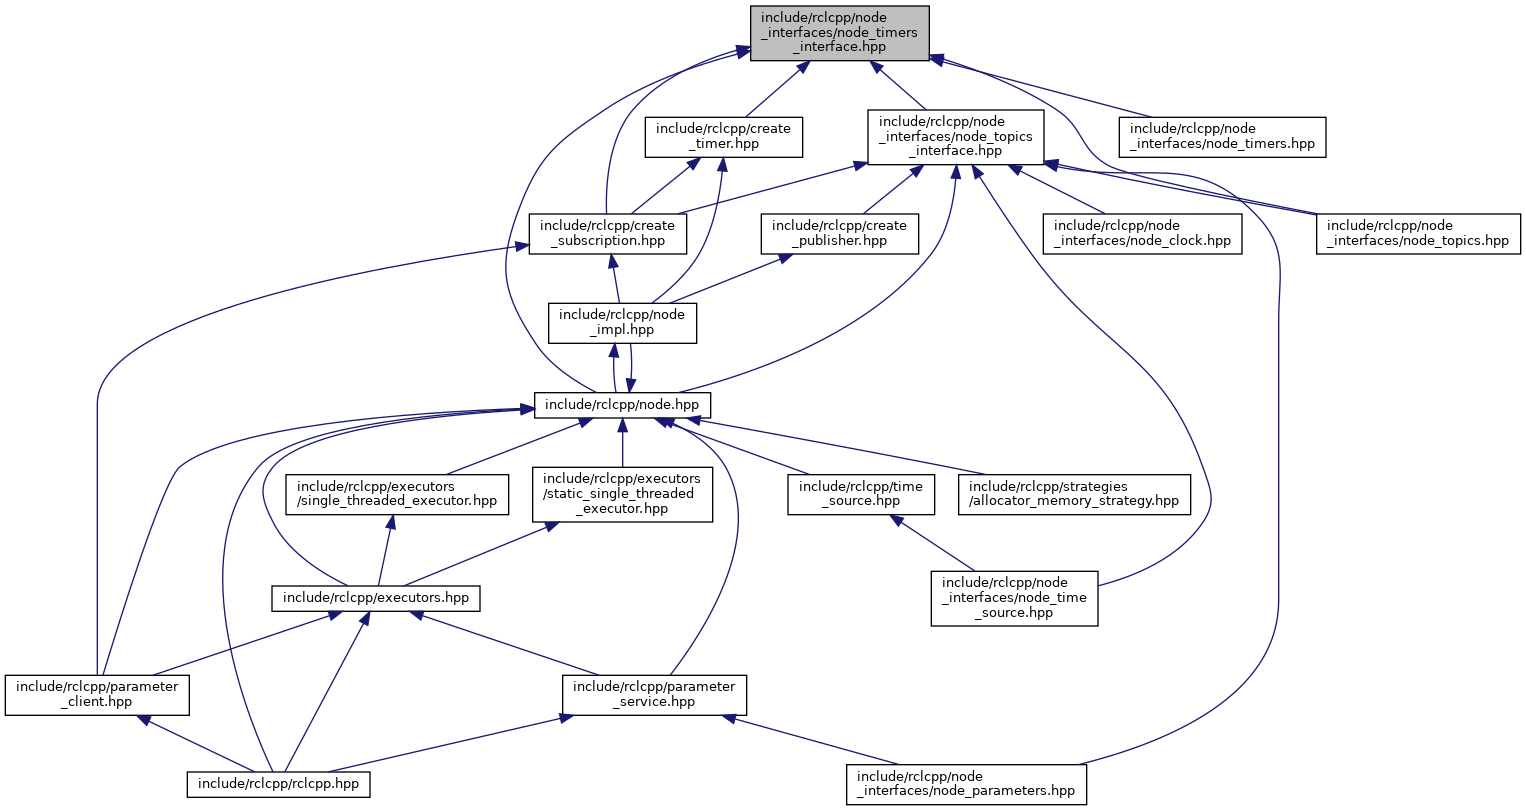 include/rclcpp/node
_interfaces/node_timers
_interface.hpp
include/rclcpp/create
_timer.hpp
include/rclcpp/node
_interfaces/node_topics
_interface.hpp
include/rclcpp/node
_interfaces/node_timers.hpp
include/rclcpp/create
_subscription.hpp
include/rclcpp/create
_publisher.hpp
include/rclcpp/node
_interfaces/node_clock.hpp
include/rclcpp/node
_interfaces/node_topics.hpp
include/rclcpp/node
_impl.hpp
include/rclcpp/node.hpp
include/rclcpp/executors
/single_threaded_executor.hpp
include/rclcpp/executors
/static_single_threaded
_executor.hpp
include/rclcpp/time
_source.hpp
include/rclcpp/strategies
/allocator_memory_strategy.hpp
include/rclcpp/executors.hpp
include/rclcpp/node
_interfaces/node_time
_source.hpp
include/rclcpp/parameter
_client.hpp
include/rclcpp/parameter
_service.hpp
include/rclcpp/rclcpp.hpp
include/rclcpp/node
_interfaces/node_parameters.hpp